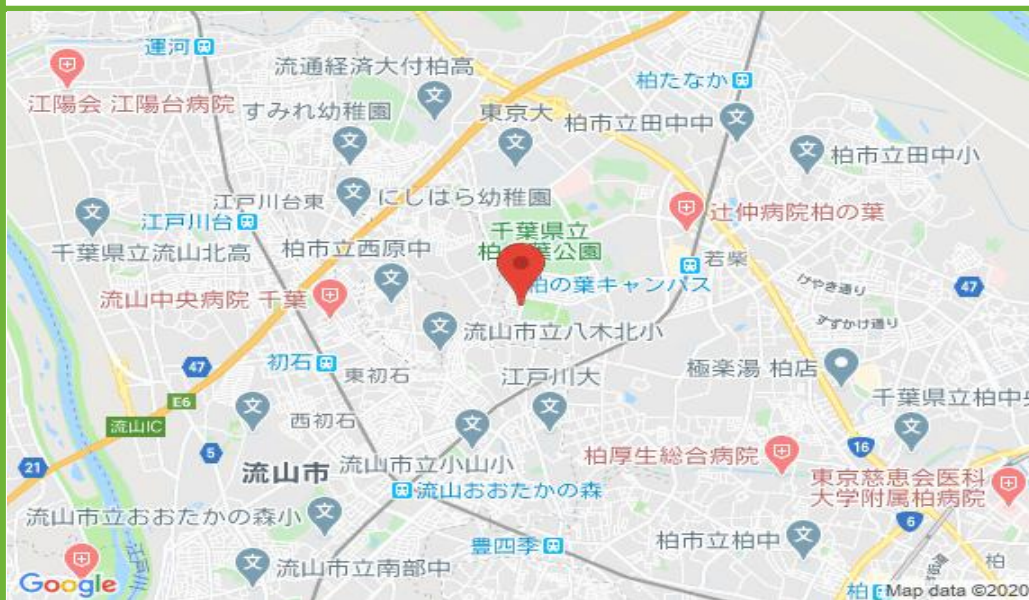 運河
流通経済大付柏高
柏たなか
江陽会 江陽台病院
すみれ幼稚園
東京大
柏市立田中中
柏市立田中小
江戸川台東
にしはら幼稚園
辻仲病院柏の葉
江戸川台
千葉県立流山北高
柏市立西原中
千葉県立
柏の葉公園
若柴
柏の葉キャンパス
流山中央病院 千葉
けやき通り
47
すずかけ通り
流山市立八木北小
初石
47
東初石
江戸川大
極楽湯 柏店
E6
流山IC
西初石
千葉県立柏中央
16
5
21
流山市
流山市立小山小
柏厚生総合病院
東京慈恵会医科
大学附属柏病院
流山おおたかの森
流山市立おおたかの森小
6
豊四季
柏市立柏中
江戸川
流山市立南部中
柏
Google
柏
Map data ©2020